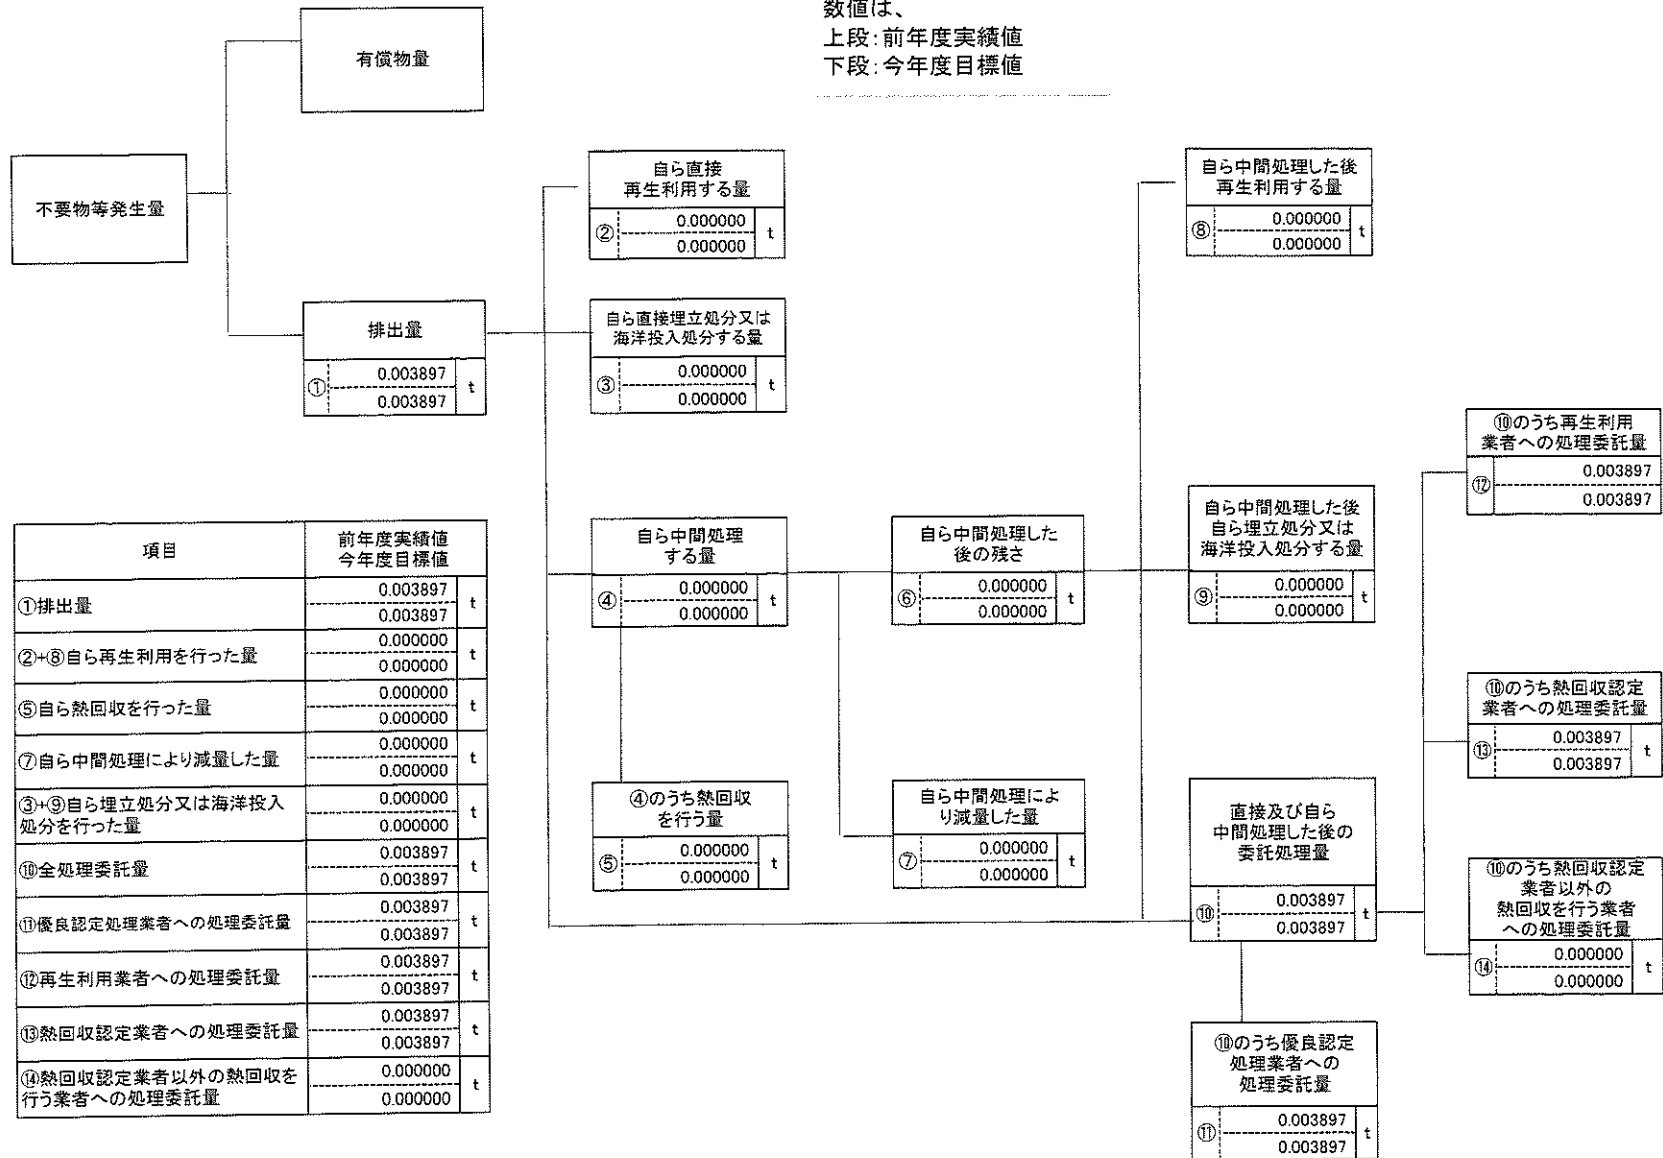 数値は、
上段:前年度実績値
下段:今年度目標値
有償物量
不要物等発生量
排出量
① 0.003897 t
0.003897
自ら直接
再生利用する量
② 0.000000 t
0.000000
自ら直接埋立処分又は
海洋投入処分する量
③ 0.000000 t
0.000000
自ら中間処理
する量
④ 0.000000 t
0.000000
④のうち熱回収
を行う量
⑤ 0.000000 t
0.000000
自ら中間処理した
後の残さ
⑥ 0.000000 t
0.000000
自ら中間処理によ
り減量した量
⑦ 0.000000 t
0.000000
自ら中間処理した後
再生利用する量
⑧ 0.000000 t
0.000000
自ら中間処理した後
自ら埋立処分又は
海洋投入処分する量
⑨ 0.000000 t
0.000000
直接及び自ら
中間処理した後の
委託処理量
⑩ 0.003897 t
0.003897
⑩のうち優良認定
処理業者への
処理委託量
⑪ 0.003897 t
0.003897
⑩のうち再生利用
業者への処理委託量
⑫ 0.003897
0.003897
⑩のうち熱回収認定
業者への処理委託量
⑬ 0.003897 t
0.003897
⑩のうち熱回収認定
業者以外の
熱回収を行う業者
への処理委託量
⑭ 0.000000 t
0.000000
項目 前年度実績値
今年度目標値
①排出量 0.003897 t
0.003897
②+⑧自ら再生利用を行った量 0.000000 t
0.000000
⑤自ら熱回収を行った量 0.000000 t
0.000000
⑦自ら中間処理により減量した量 0.000000 t
0.000000
③+⑨自ら埋立処分又は海洋投入 0.000000 t
処分を行った量 0.000000
⑩全処理委託量 0.003897 t
0.003897
⑪優良認定処理業者への処理委託量 0.003897 t
0.003897
⑫再生利用業者への処理委託量 0.003897 t
0.003897
⑬熱回収認定業者への処理委託量 0.003897 t
0.003897
⑭熱回収認定業者以外の熱回収を 0.000000 t
行う業者への処理委託量 0.000000